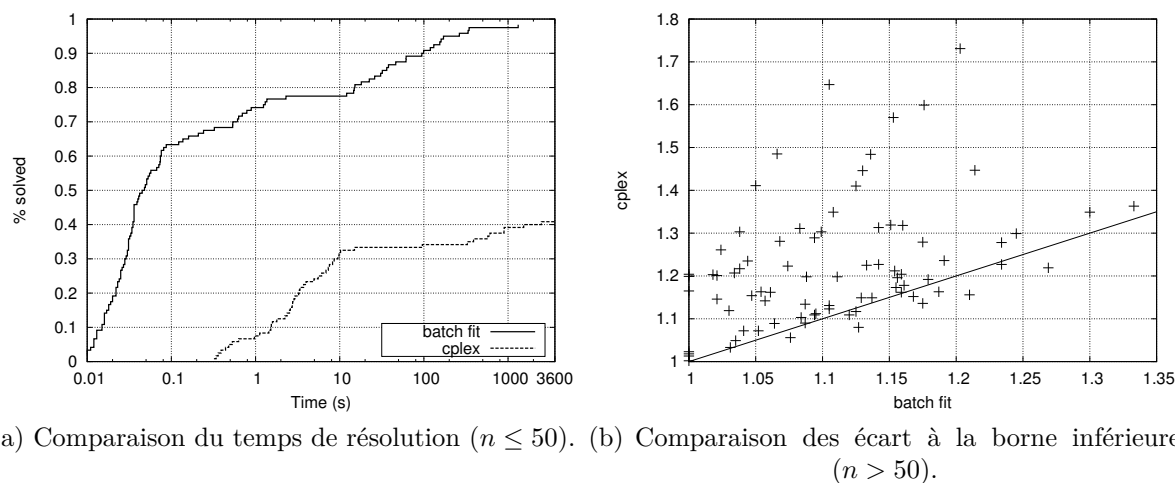 1
0.9
0.8
0.7
0.6
0.5
0.4
0.3
0.2
0.1
0
% solved
batch fit
cplex
0.01 0.1 1 10 100 1000 3600
Time (s)
1.8
1.7
1.6
1.5
1.4
1.3
1.2
1.1
1
cplex
1 1.05 1.1 1.15 1.2 1.25 1.3 1.35
batch fit
a) Comparaison du temps de résolution (n ≤ 50).
(b) Comparaison des écart à la borne inférieure
(n > 50).